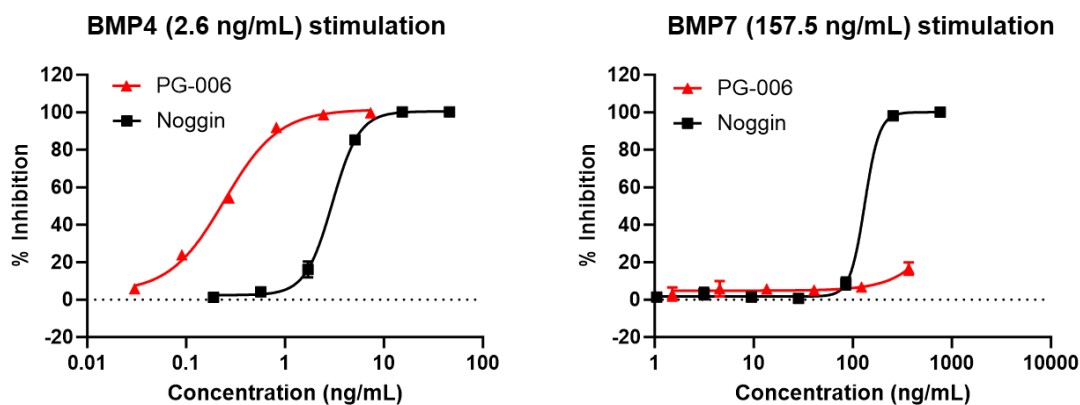 BMP4 (2.6 ng/mL) stimulation
120
100
80
60
40
20
0
-20
% Inhibition
PG-006
Noggin
0.01
0.1
1
10
100
Concentration (ng/mL)
BMP7 (157.5 ng/mL) stimulation
120
100
80
60
40
20
0
-20
% Inhibition
PG-006
Noggin
1
10
100
1000
10000
Concentration (ng/mL)